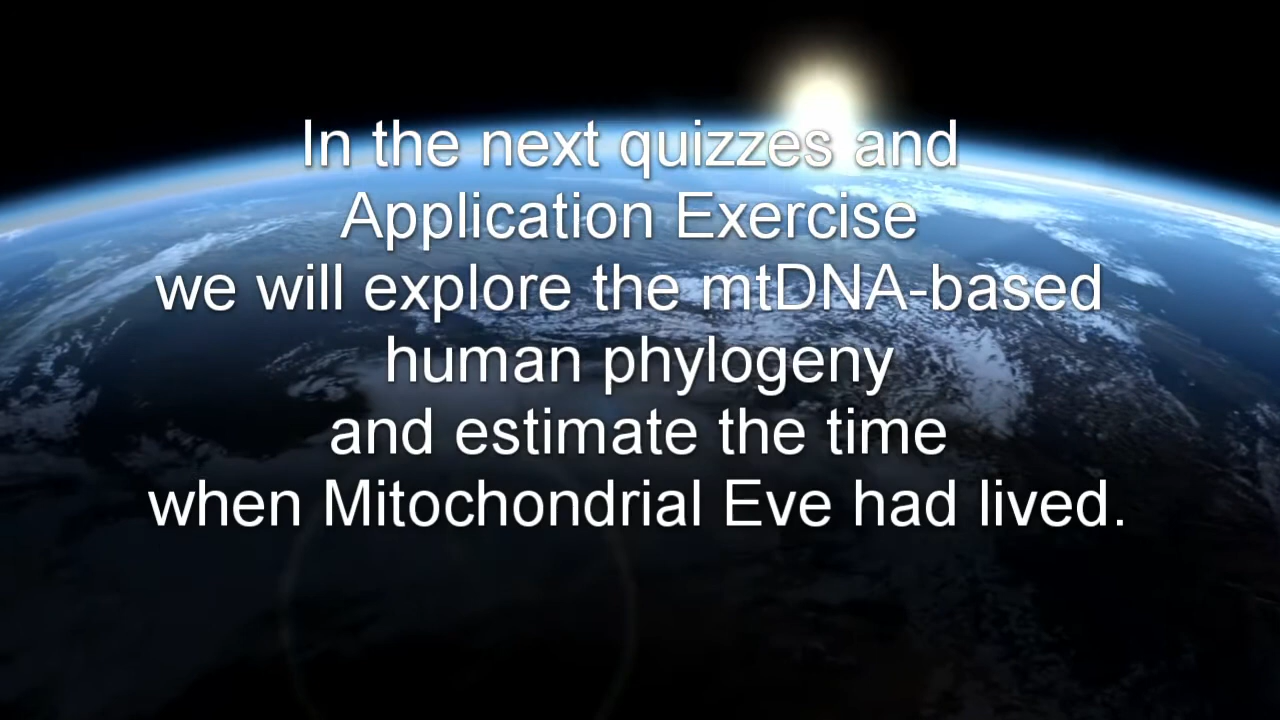 In the next quizzes and
Application Exercise
we will explore the mtDNA-based
human phylogeny
and estimate the time
when Mitochondrial Eve had lived.